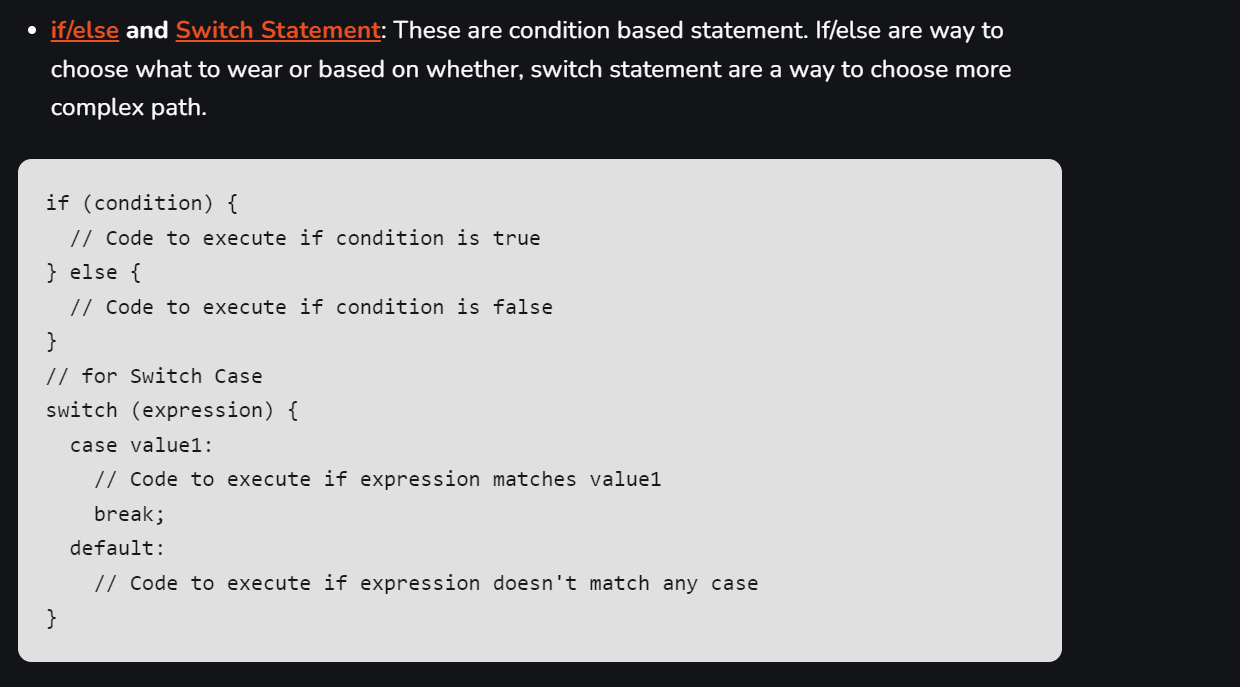 • if/else and Switch Statement: These are condition based statement. If/else are way to
choose what to wear or based on whether, switch statement are a way to choose more
complex path.
if (condition) {
  // Code to execute if condition is true
} else {
  // Code to execute if condition is false
}
// for Switch Case
switch (expression) {
  case value1:
    // Code to execute if expression matches value1
    break;
  default:
    // Code to execute if expression doesn't match any case
}